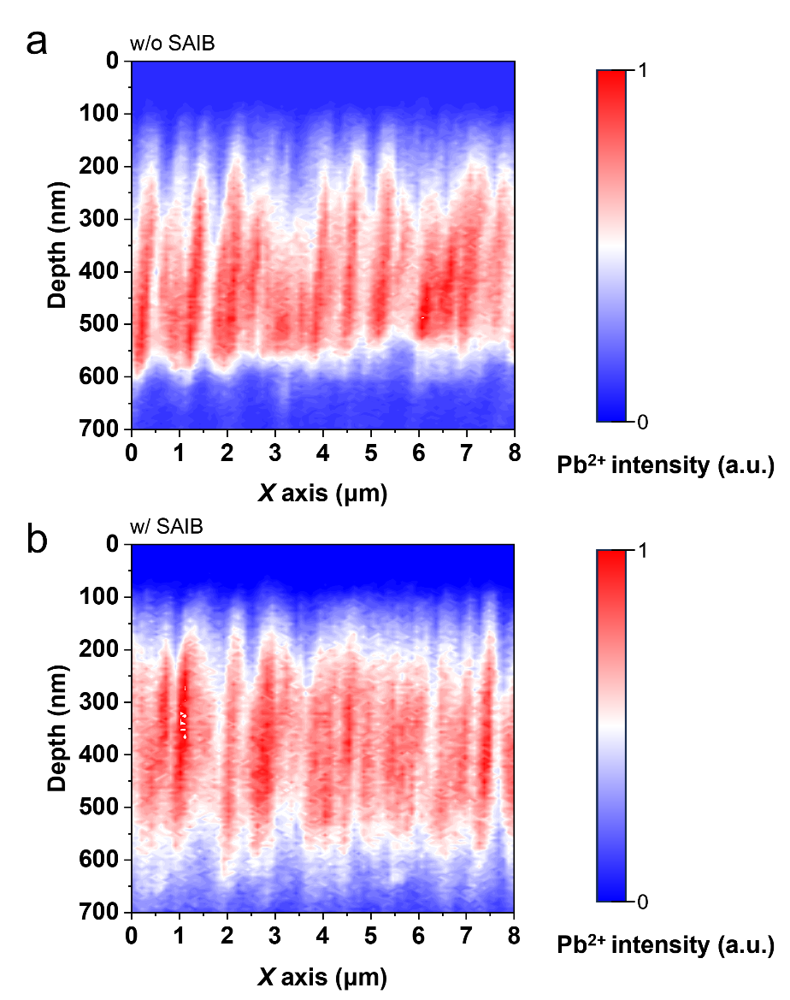 a
w/o SAIB
0
100
200
300
400
500
600
700
Depth (nm)
0 1 2 3 4 5 6 7 8
X axis (µm)
1
0
Pb²⁺ intensity (a.u.)
b
w/ SAIB
0
100
200
300
400
500
600
700
Depth (nm)
0 1 2 3 4 5 6 7 8
X axis (µm)
1
0
Pb²⁺ intensity (a.u.)